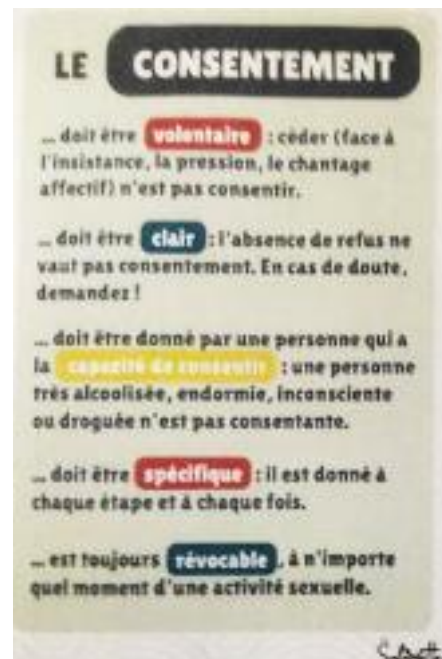 LE CONSENTEMENT
... doit être volontaire : céder (face à
l'insistance, la pression, le chantage
affectif) n'est pas consentir.
... doit être clair : l'absence de refus ne
vaut pas consentement. En cas de doute,
demandez !
... doit être donné par une personne qui a
la capacité de consentir : une personne
très alcoolisée, endormie, inconsciente
ou droguée n'est pas consentante.
... doit être spécifique : il est donné à
chaque étape et à chaque fois.
... est toujours révocable, à n'importe
quel moment d'une activité sexuelle.